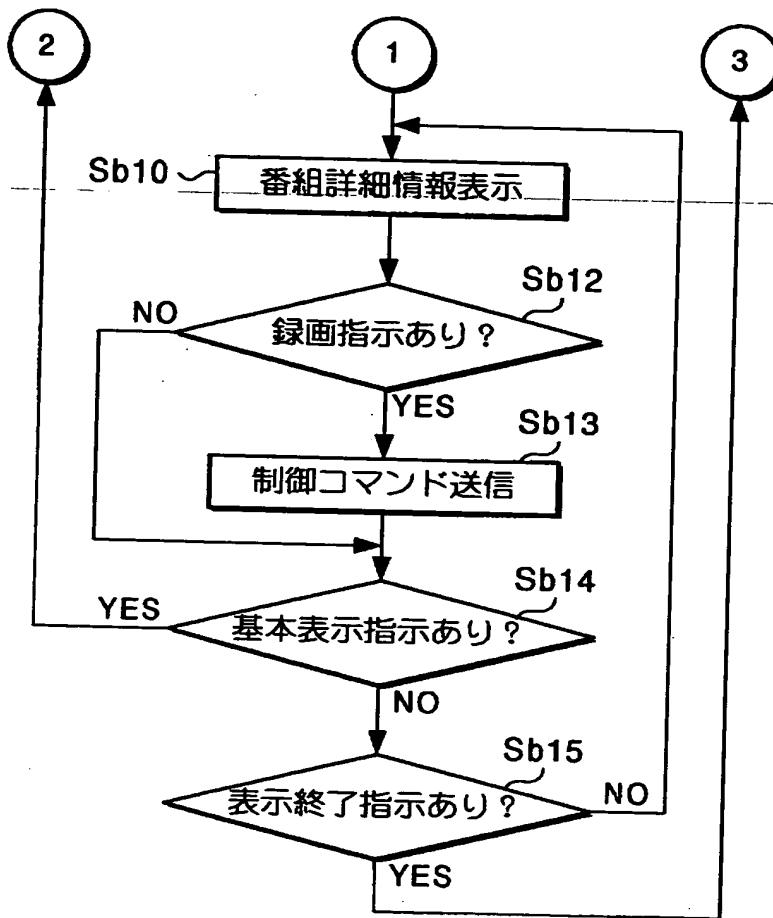 2
1
3
Sb10
番組詳細情報表示
Sb12
NO
録画指示あり？
YES
Sb13
制御コマンド送信
Sb14
YES
基本表示指示あり？
NO
Sb15
表示終了指示あり？
NO
YES